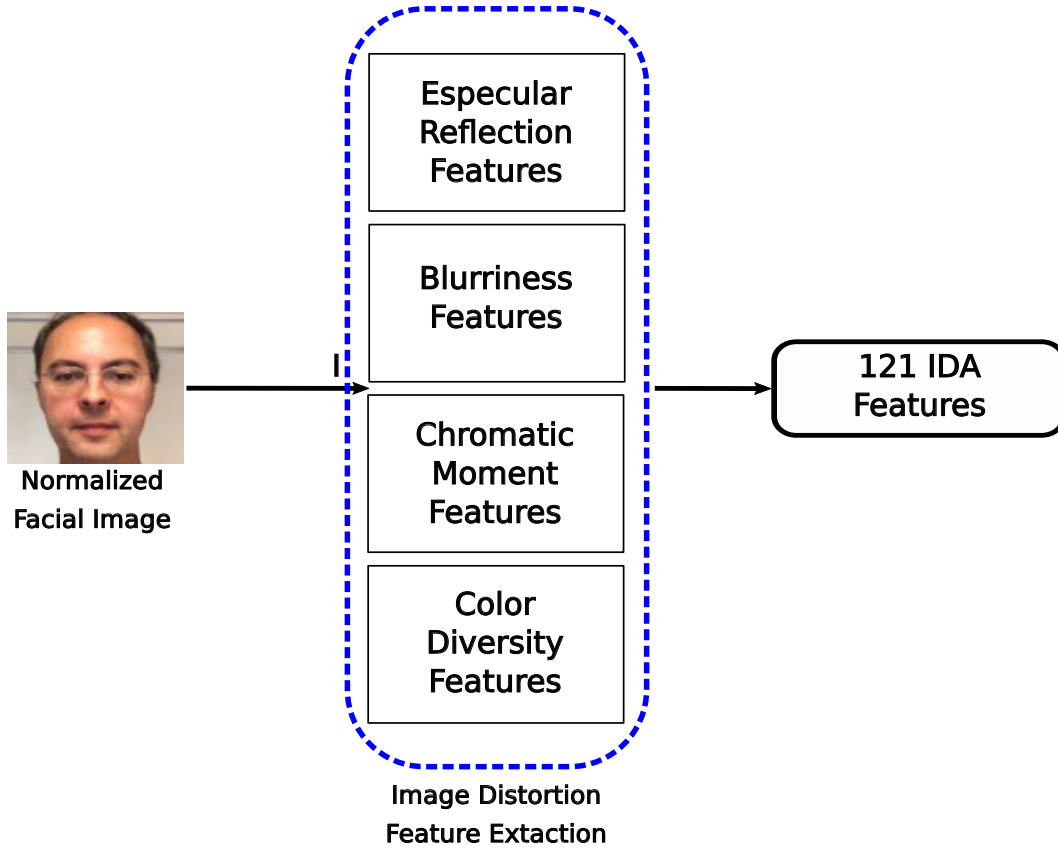 Especular
Reflection
Features
Blurriness
Features
I
Normalized
Facial Image
Chromatic
Moment
Features
Color
Diversity
Features
Image Distortion
Feature Extaction
121 IDA
Features